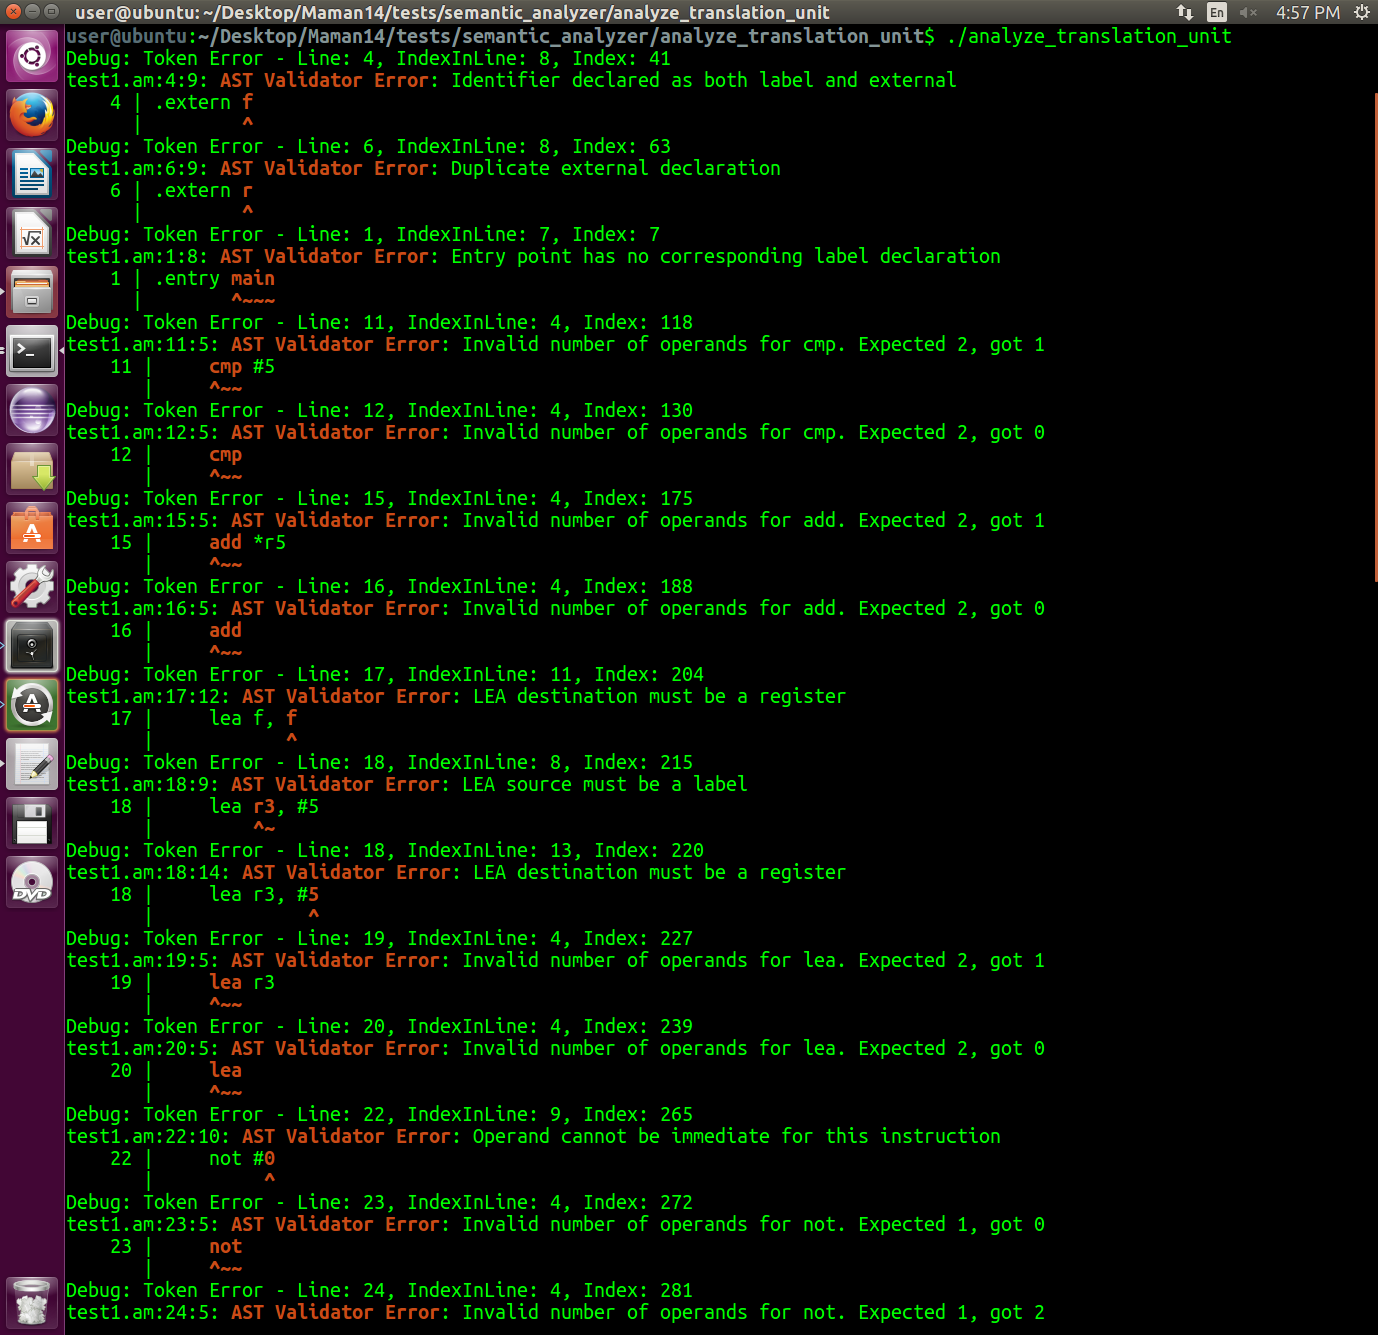 user@ubuntu: ~/Desktop/Maman14/tests/semantic_analyzer/analyze_translation_unit
En
4:57 PM
user@ubuntu:~/Desktop/Maman14/tests/semantic_analyzer/analyze_translation_unit$ ./analyze_translation_unit
Debug: Token Error - Line: 4, IndexInLine: 8, Index: 41
test1.am:4:9: AST Validator Error: Identifier declared as both label and external
    4 | .extern f
      |         ^
Debug: Token Error - Line: 6, IndexInLine: 8, Index: 63
test1.am:6:9: AST Validator Error: Duplicate external declaration
    6 | .extern r
      |         ^
Debug: Token Error - Line: 1, IndexInLine: 7, Index: 7
test1.am:1:8: AST Validator Error: Entry point has no corresponding label declaration
    1 | .entry main
      |        ^~~~
Debug: Token Error - Line: 11, IndexInLine: 4, Index: 118
test1.am:11:5: AST Validator Error: Invalid number of operands for cmp. Expected 2, got 1
    11 |     cmp #5
       |     ^~~
Debug: Token Error - Line: 12, IndexInLine: 4, Index: 130
test1.am:12:5: AST Validator Error: Invalid number of operands for cmp. Expected 2, got 0
    12 |     cmp
       |     ^~~
Debug: Token Error - Line: 15, IndexInLine: 4, Index: 175
test1.am:15:5: AST Validator Error: Invalid number of operands for add. Expected 2, got 1
    15 |     add *r5
       |     ^~~
Debug: Token Error - Line: 16, IndexInLine: 4, Index: 188
test1.am:16:5: AST Validator Error: Invalid number of operands for add. Expected 2, got 0
    16 |     add
       |     ^~~
Debug: Token Error - Line: 17, IndexInLine: 11, Index: 204
test1.am:17:12: AST Validator Error: LEA destination must be a register
    17 |     lea f, f
       |            ^
Debug: Token Error - Line: 18, IndexInLine: 8, Index: 215
test1.am:18:9: AST Validator Error: LEA source must be a label
    18 |     lea r3, #5
       |         ^~
Debug: Token Error - Line: 18, IndexInLine: 13, Index: 220
test1.am:18:14: AST Validator Error: LEA destination must be a register
    18 |     lea r3, #5
       |              ^
Debug: Token Error - Line: 19, IndexInLine: 4, Index: 227
test1.am:19:5: AST Validator Error: Invalid number of operands for lea. Expected 2, got 1
    19 |     lea r3
       |     ^~~
Debug: Token Error - Line: 20, IndexInLine: 4, Index: 239
test1.am:20:5: AST Validator Error: Invalid number of operands for lea. Expected 2, got 0
    20 |     lea
       |     ^~~
Debug: Token Error - Line: 22, IndexInLine: 9, Index: 265
test1.am:22:10: AST Validator Error: Operand cannot be immediate for this instruction
    22 |     not #0
       |          ^
Debug: Token Error - Line: 23, IndexInLine: 4, Index: 272
test1.am:23:5: AST Validator Error: Invalid number of operands for not. Expected 1, got 0
    23 |     not
       |     ^~~
Debug: Token Error - Line: 24, IndexInLine: 4, Index: 281
test1.am:24:5: AST Validator Error: Invalid number of operands for not. Expected 1, got 2